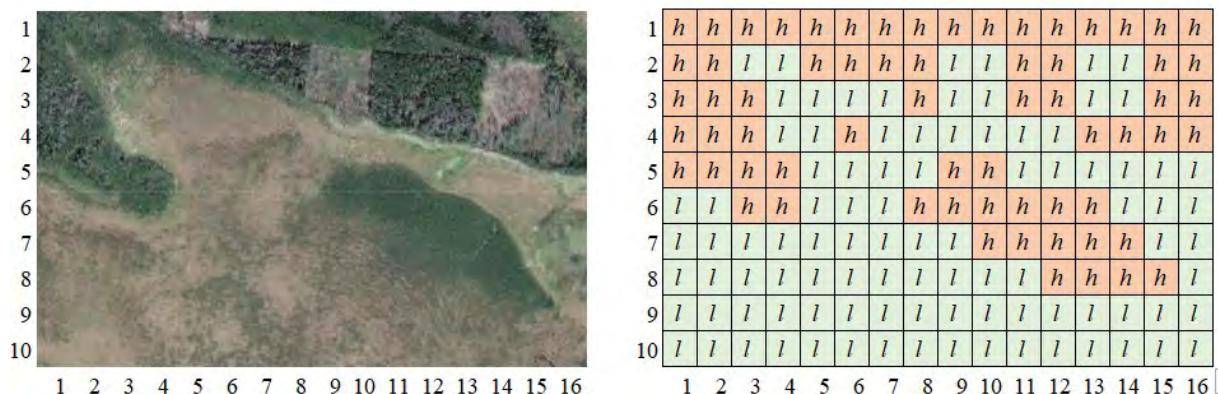 1 1 h h h h h h h h h h h h h h h h
2 2 h h l l h h h h l l h h l l h h
3 3 h h h l l l l h l l h h l l h h
4 4 h h h l l h l l l l l l h h h h
5 5 h h h h l l l l h h l l l l l l
6 6 l l h h l l l h h h h h h l l l
7 7 l l l l l l l l l h h h h h l l
8 8 l l l l l l l l l l l h h h h l
9 9 l l l l l l l l l l l l l l l l
10 10 l l l l l l l l l l l l l l l l
1 2 3 4 5 6 7 8 9 10 11 12 13 14 15 16 1 2 3 4 5 6 7 8 9 10 11 12 13 14 15 16